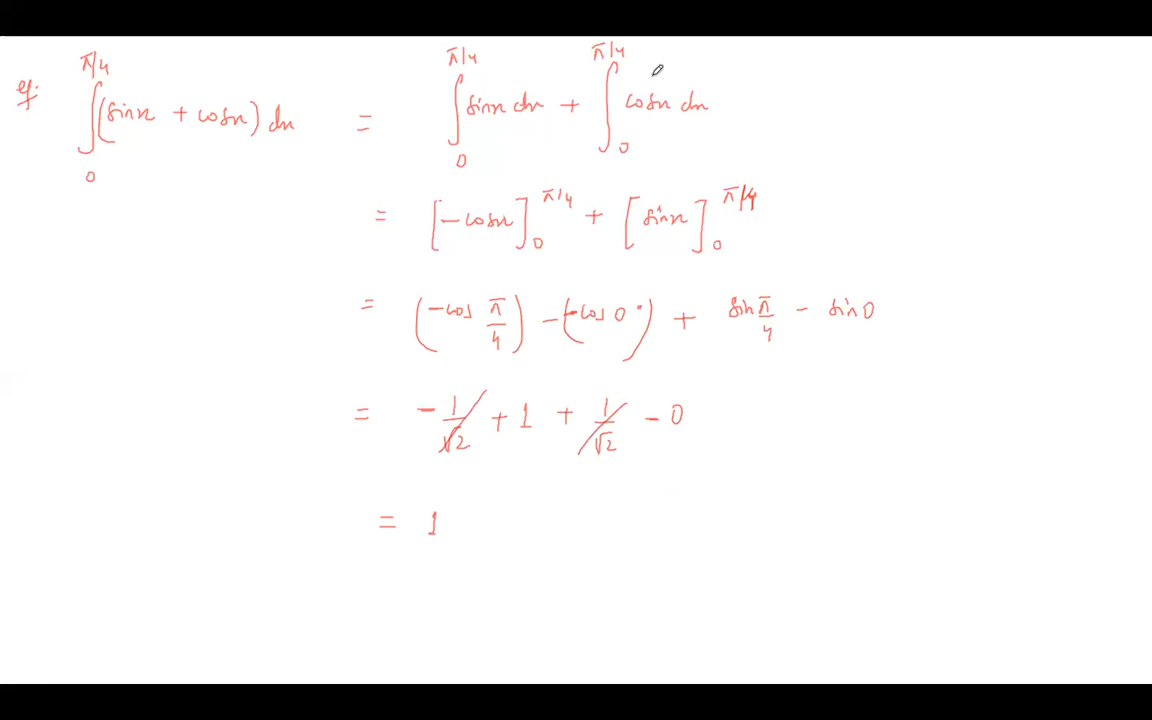 eg: ∫₀^{π/4} (sinx + cosx) dx = ∫₀^{π/4} sinx dx + ∫₀^{π/4} cosx dx
= [-cosx]₀^{π/4} + [sinx]₀^{π/4}
= (-cos π/4) - (-cos 0°) + sin π/4 - sin 0
= - 1/√2 + 1 + 1/√2 - 0
= 1